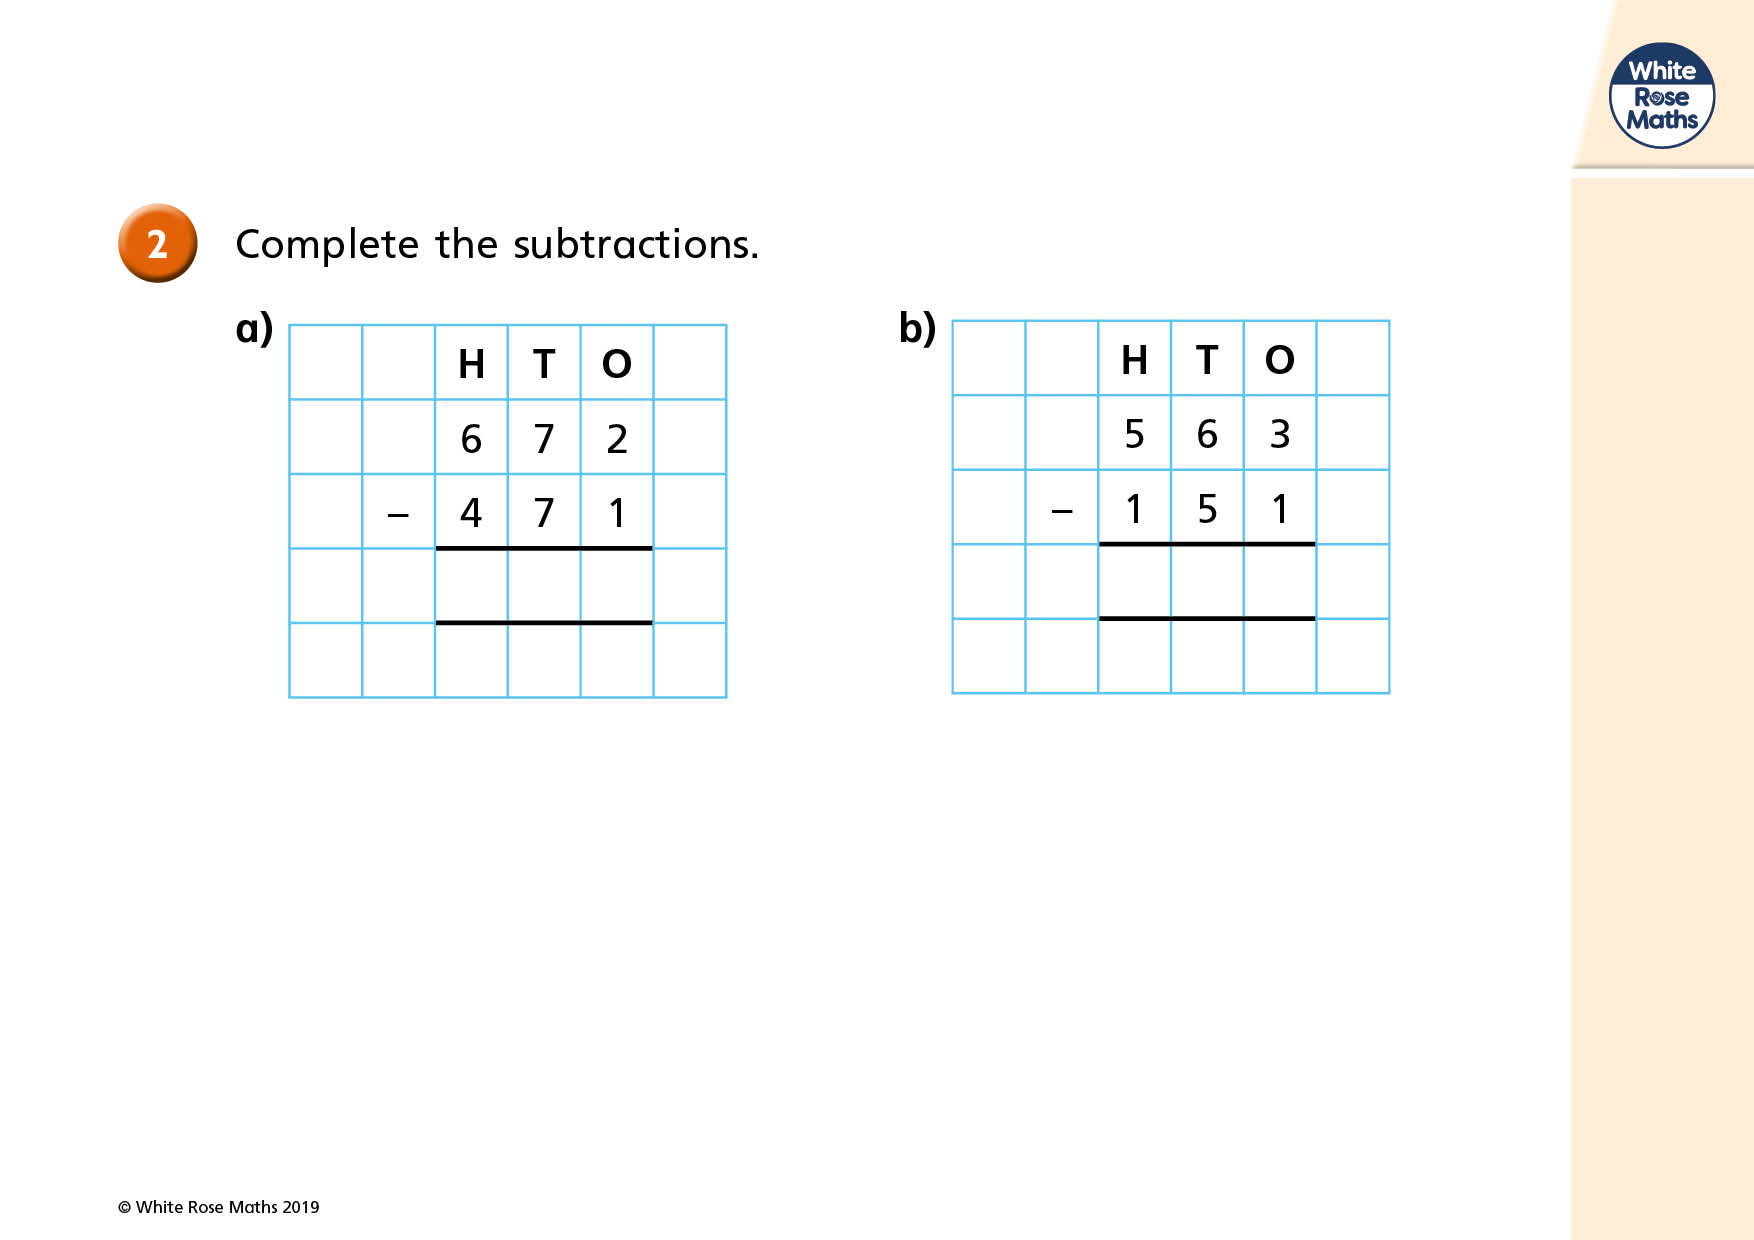 White
Rose
Maths
2 Complete the subtractions.
a)
H T O
6 7 2
– 4 7 1
b)
H T O
5 6 3
– 1 5 1
© White Rose Maths 2019